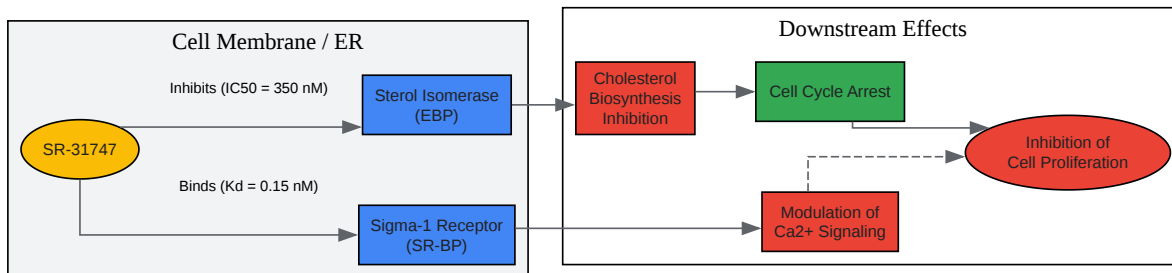 Cell Membrane / ER
Downstream Effects
Inhibits (IC50 = 350 nM)
Sterol Isomerase
(EBP)
Cholesterol
Biosynthesis
Inhibition
Cell Cycle Arrest
SR-31747
Inhibition of
Cell Proliferation
Binds (Kd = 0.15 nM)
Sigma-1 Receptor
(SR-BP)
Modulation of
Ca2+ Signaling